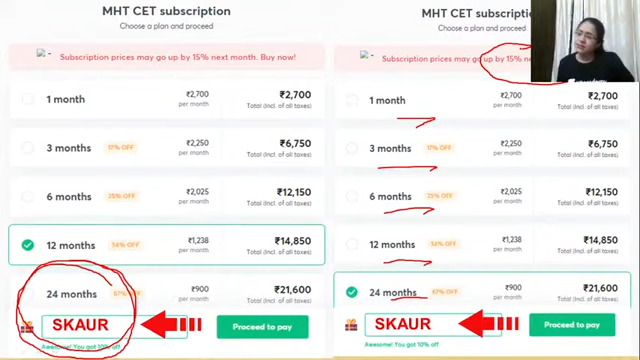 MHT CET subscription
Choose a plan and proceed
Subscription prices may go up by 15% next month. Buy now!
1 month ₹2,700 per month ₹2,700 Total (Incl. of all taxes)
3 months 17% OFF ₹2,250 per month ₹6,750 Total (Incl. of all taxes)
6 months 25% OFF ₹2,025 per month ₹12,150 Total (Incl. of all taxes)
12 months 54% OFF ₹1,238 per month ₹14,850 Total (Incl. of all taxes)
24 months 67% OFF ₹900 per month ₹21,600 Total (Incl. of all taxes)
SKAUR
Proceed to pay
Awesome! You got 10% off
MHT CET subscription
Choose a plan and proceed
Subscription prices may go up by 15%
1 month ₹2,700 per month ₹2,700 Total (Incl. of all taxes)
3 months 17% OFF ₹2,250 per month ₹6,750 Total (Incl. of all taxes)
6 months 25% OFF ₹2,025 per month ₹12,150 Total (Incl. of all taxes)
12 months 54% OFF ₹1,238 per month ₹14,850 Total (Incl. of all taxes)
24 months 67% OFF ₹900 per month ₹21,600 Total (Incl. of all taxes)
SKAUR
Proceed to pay
Awesome! You got 10% off